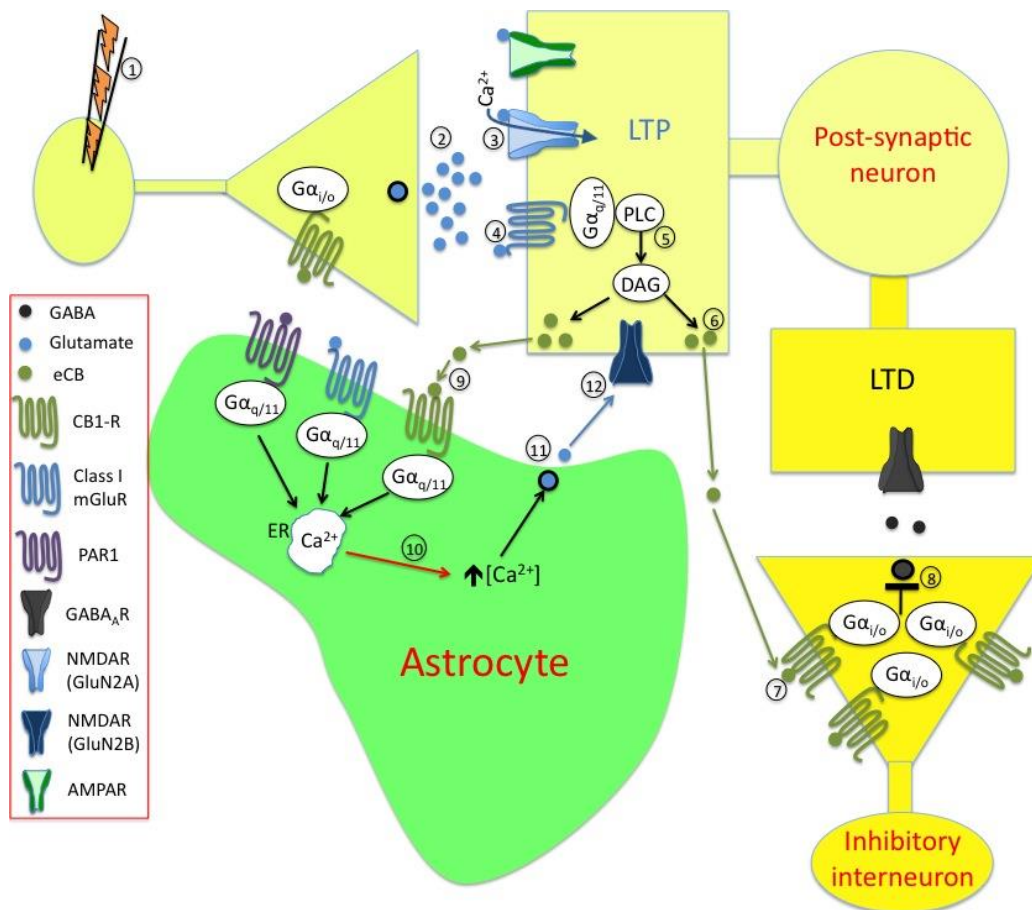 ①
Gαi/o
②
Ca²⁺
③
LTP
④
Gαq/11
PLC
⑤
DAG
⑥
Post-synaptic
neuron
GABA
Glutamate
eCB
CB1-R
Class I
mGluR
PAR1
GABAAR
NMDAR
(GluN2A)
NMDAR
(GluN2B)
AMPAR
Gαq/11
Gαq/11
⑨
Gαq/11
ER
Ca²⁺
⑩
[Ca²⁺]
⑪
⑫
Astrocyte
LTD
⑧
Gαi/o
Gαi/o
Gαi/o
⑦
Inhibitory
interneuron